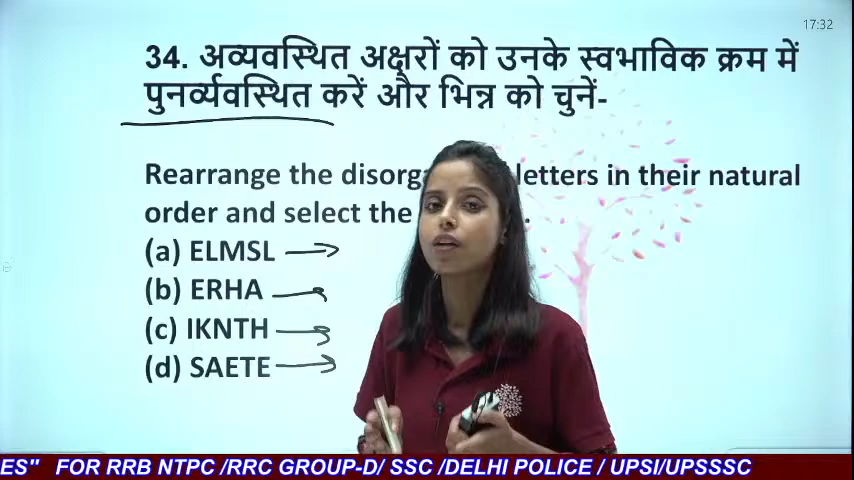 17:32
34. अव्यवस्थित अक्षरों को उनके स्वभाविक क्रम में
पुनर्व्यवस्थित करें और भिन्न को चुनें-
Rearrange the letters in their natural
order and select the .
(a) ELMSL
(b) ERHA
(c) IKNTH
(d) SAETE
ES" FOR RRB NTPC /RRC GROUP-D/ SSC /DELHI POLICE / UPSI/UPSSSC